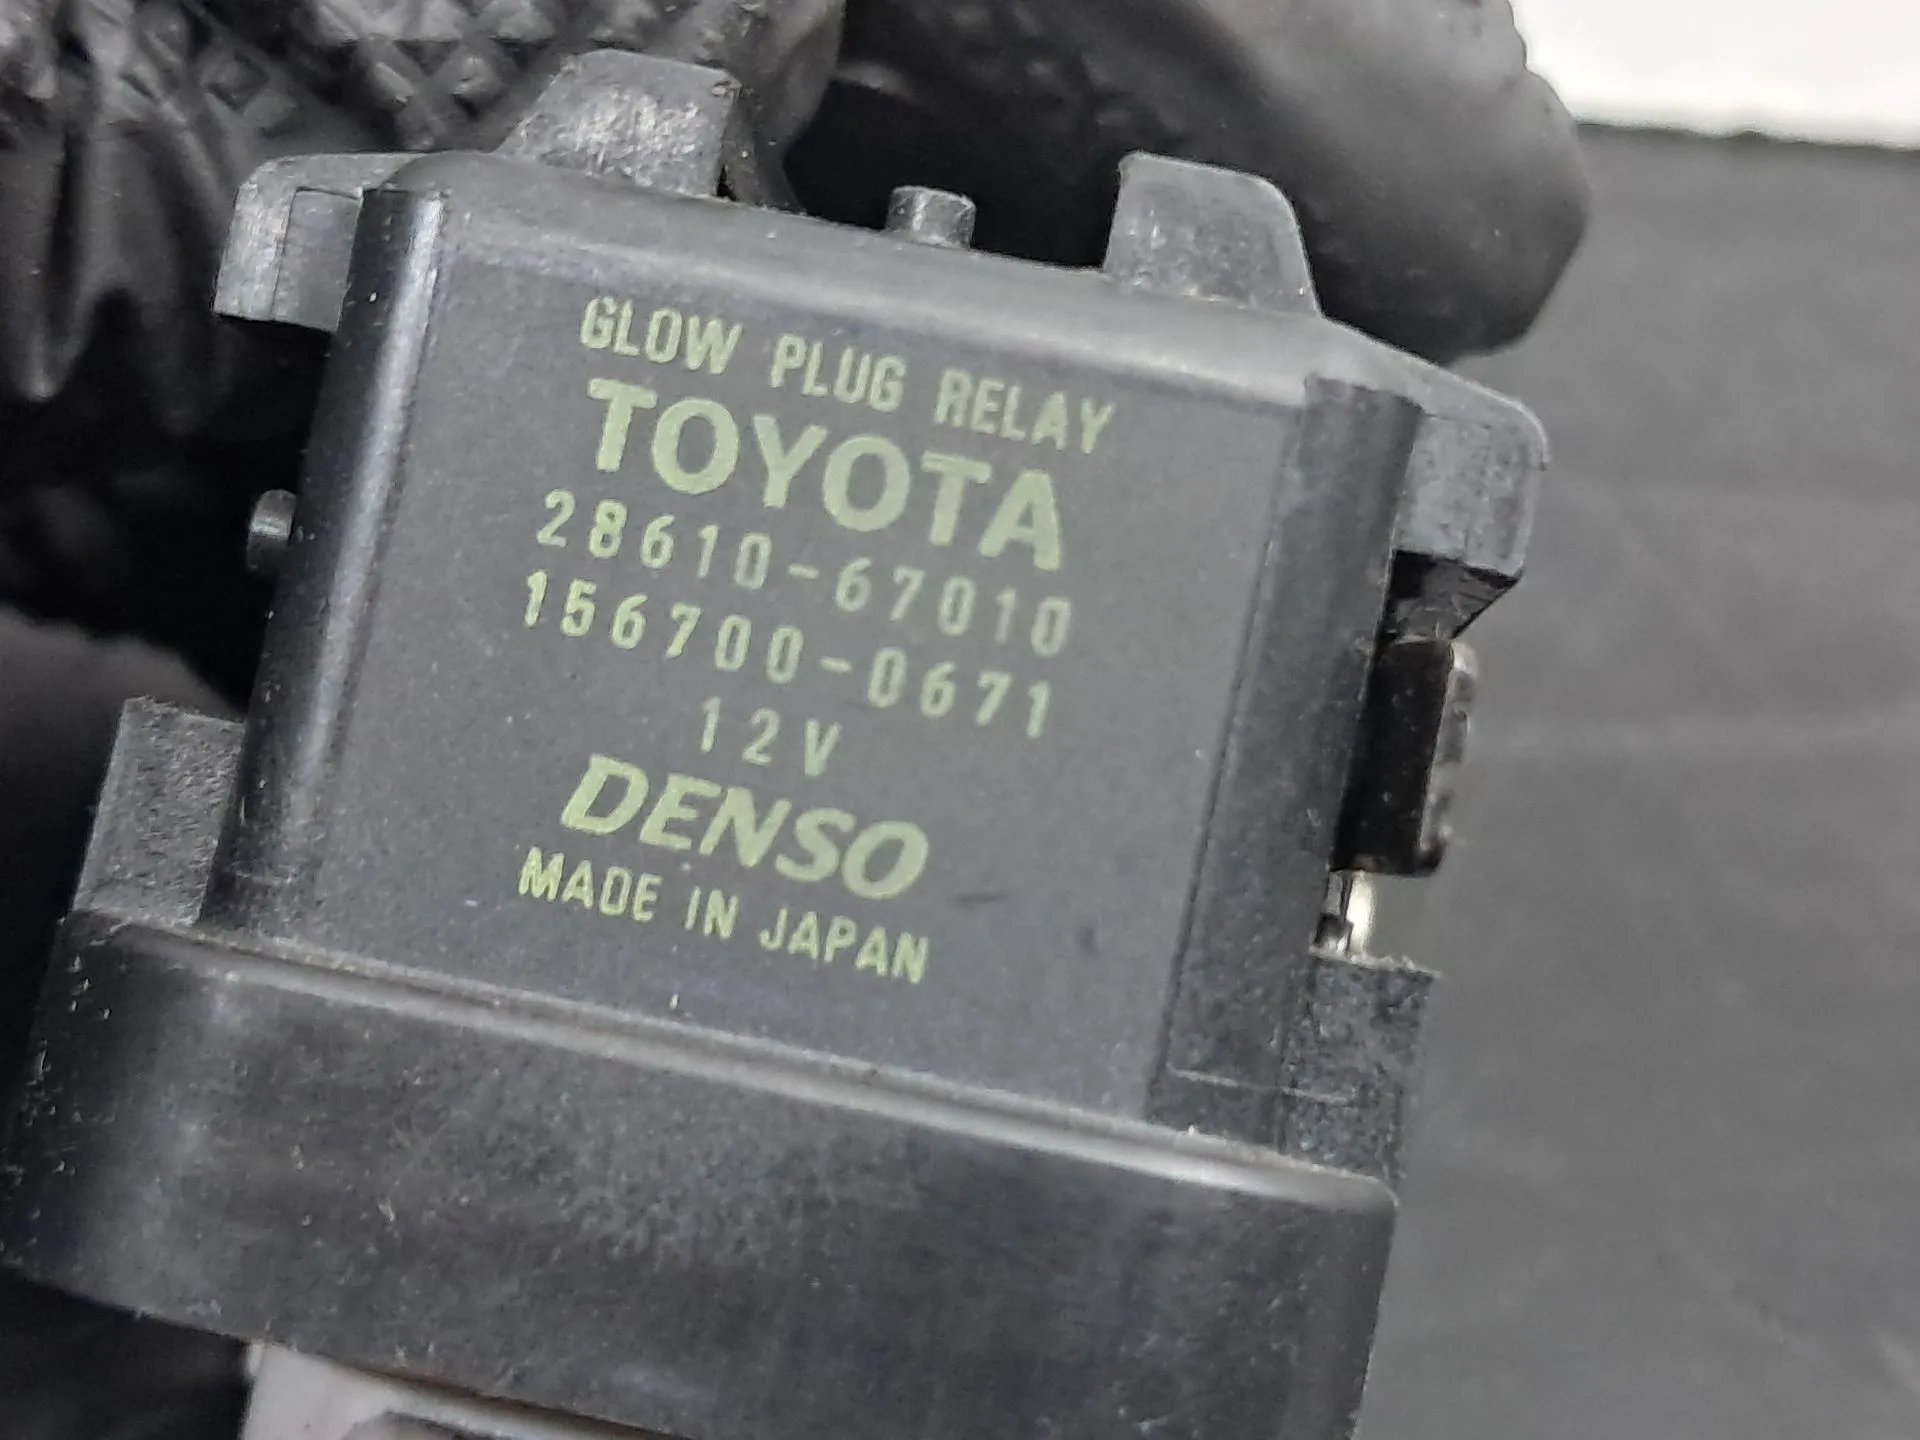 GLOW PLUG RELAY
TOYOTA
28610-67010
156700-0671
12V
DENSO
MADE IN JAPAN